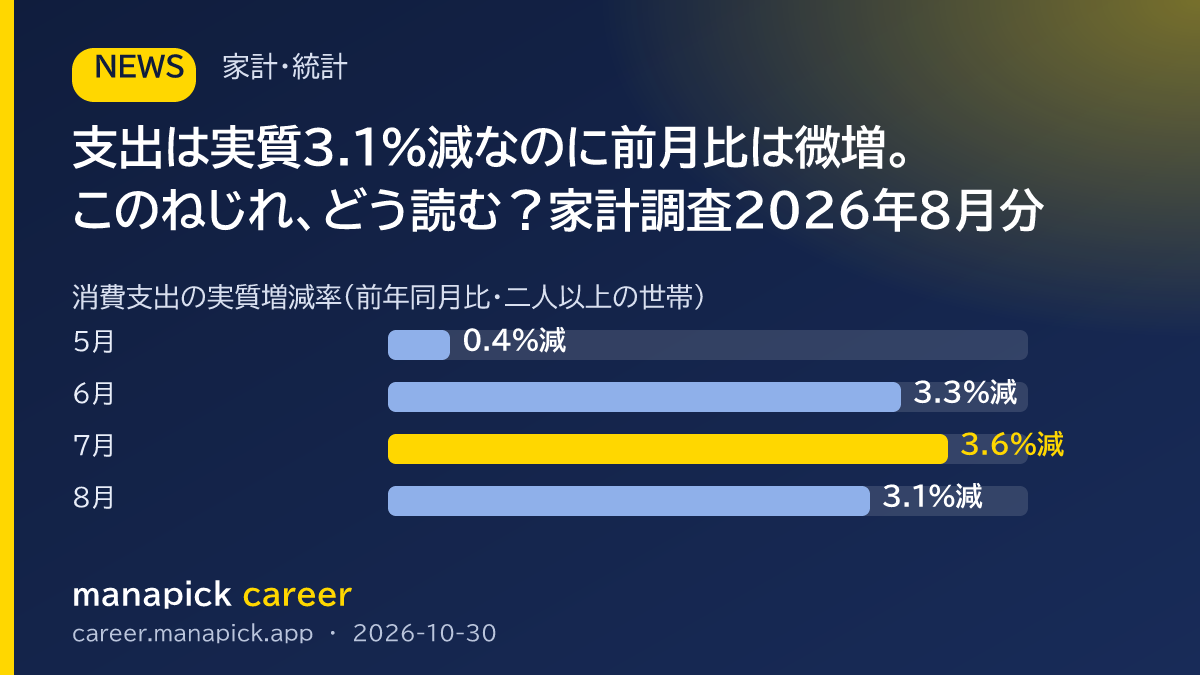 NEWS 家計・統計
支出は実質3.1%減なのに前月比は微増。
このねじれ、どう読む？家計調査2026年8月分
消費支出の実質増減率（前年同月比・二人以上の世帯）
5月 0.4%減
6月 3.3%減
7月 3.6%減
8月 3.1%減
manapick career
career.manapick.app ・ 2026-10-30